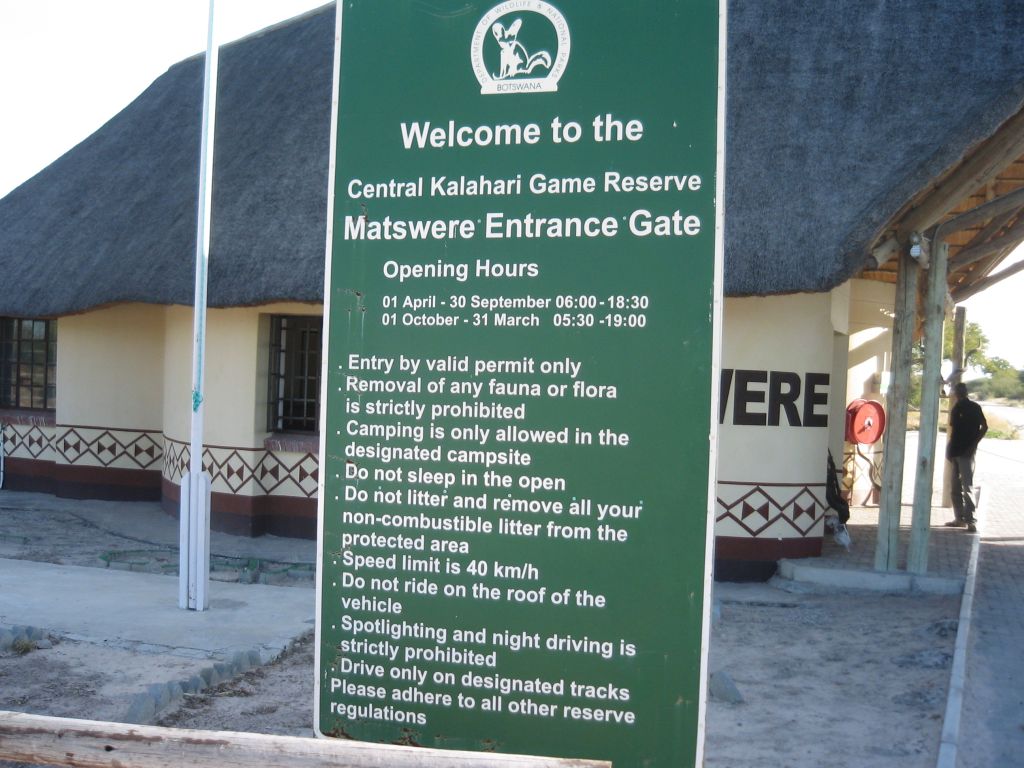 DEPARTMENT OF WILDLIFE & NATIONAL PARKS
BOTSWANA
Welcome to the
Central Kalahari Game Reserve
Matswere Entrance Gate
Opening Hours
01 April - 30 September 06:00 - 18:30
01 October - 31 March 05:30 -19:00
. Entry by valid permit only
. Removal of any fauna or flora
is strictly prohibited
. Camping is only allowed in the
designated campsite
. Do not sleep in the open
. Do not litter and remove all your
non-combustible litter from the
protected area
. Speed limit is 40 km/h
. Do not ride on the roof of the
vehicle
. Spotlighting and night driving is
strictly prohibited
. Drive only on designated tracks
Please adhere to all other reserve
regulations
WERE